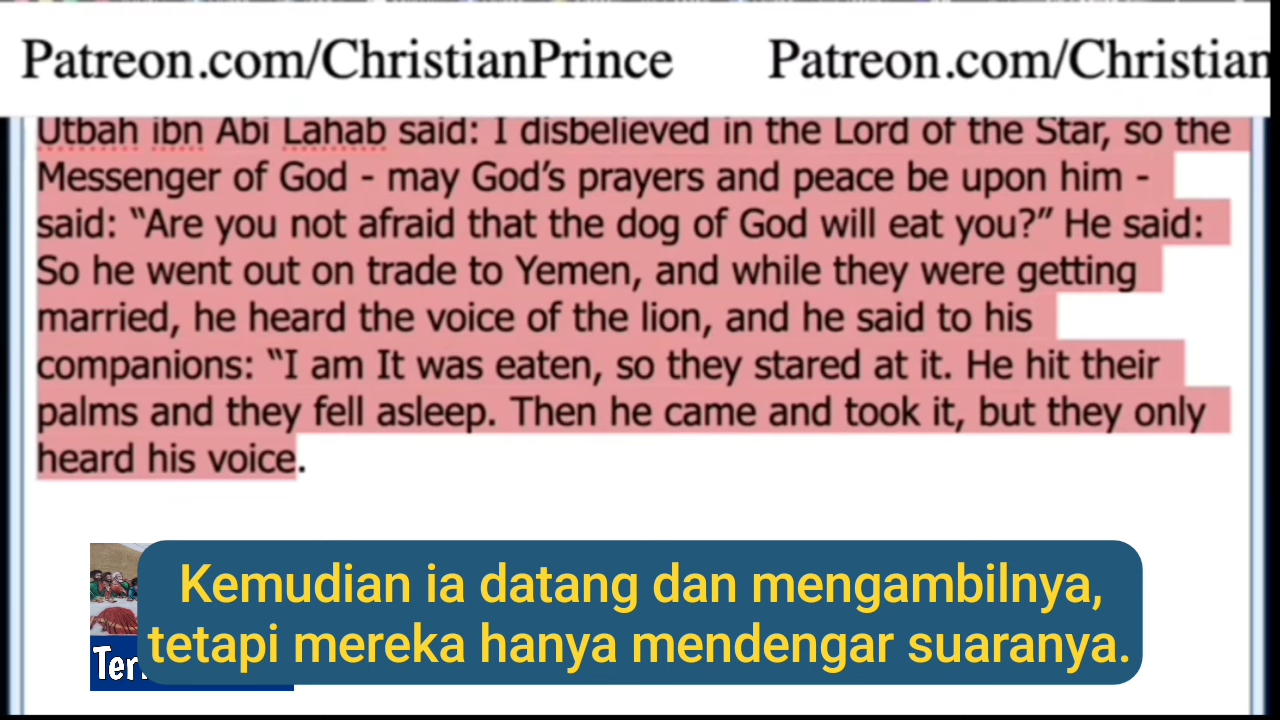 Patreon.com/ChristianPrince Patreon.com/Christian
Utbah ibn Abi Lahab said: I disbelieved in the Lord of the Star, so the
Messenger of God - may God’s prayers and peace be upon him -
said: “Are you not afraid that the dog of God will eat you?” He said:
So he went out on trade to Yemen, and while they were getting
married, he heard the voice of the lion, and he said to his
companions: “I am It was eaten, so they stared at it. He hit their
palms and they fell asleep. Then he came and took it, but they only
heard his voice.
Kemudian ia datang dan mengambilnya,
tetapi mereka hanya mendengar suaranya.